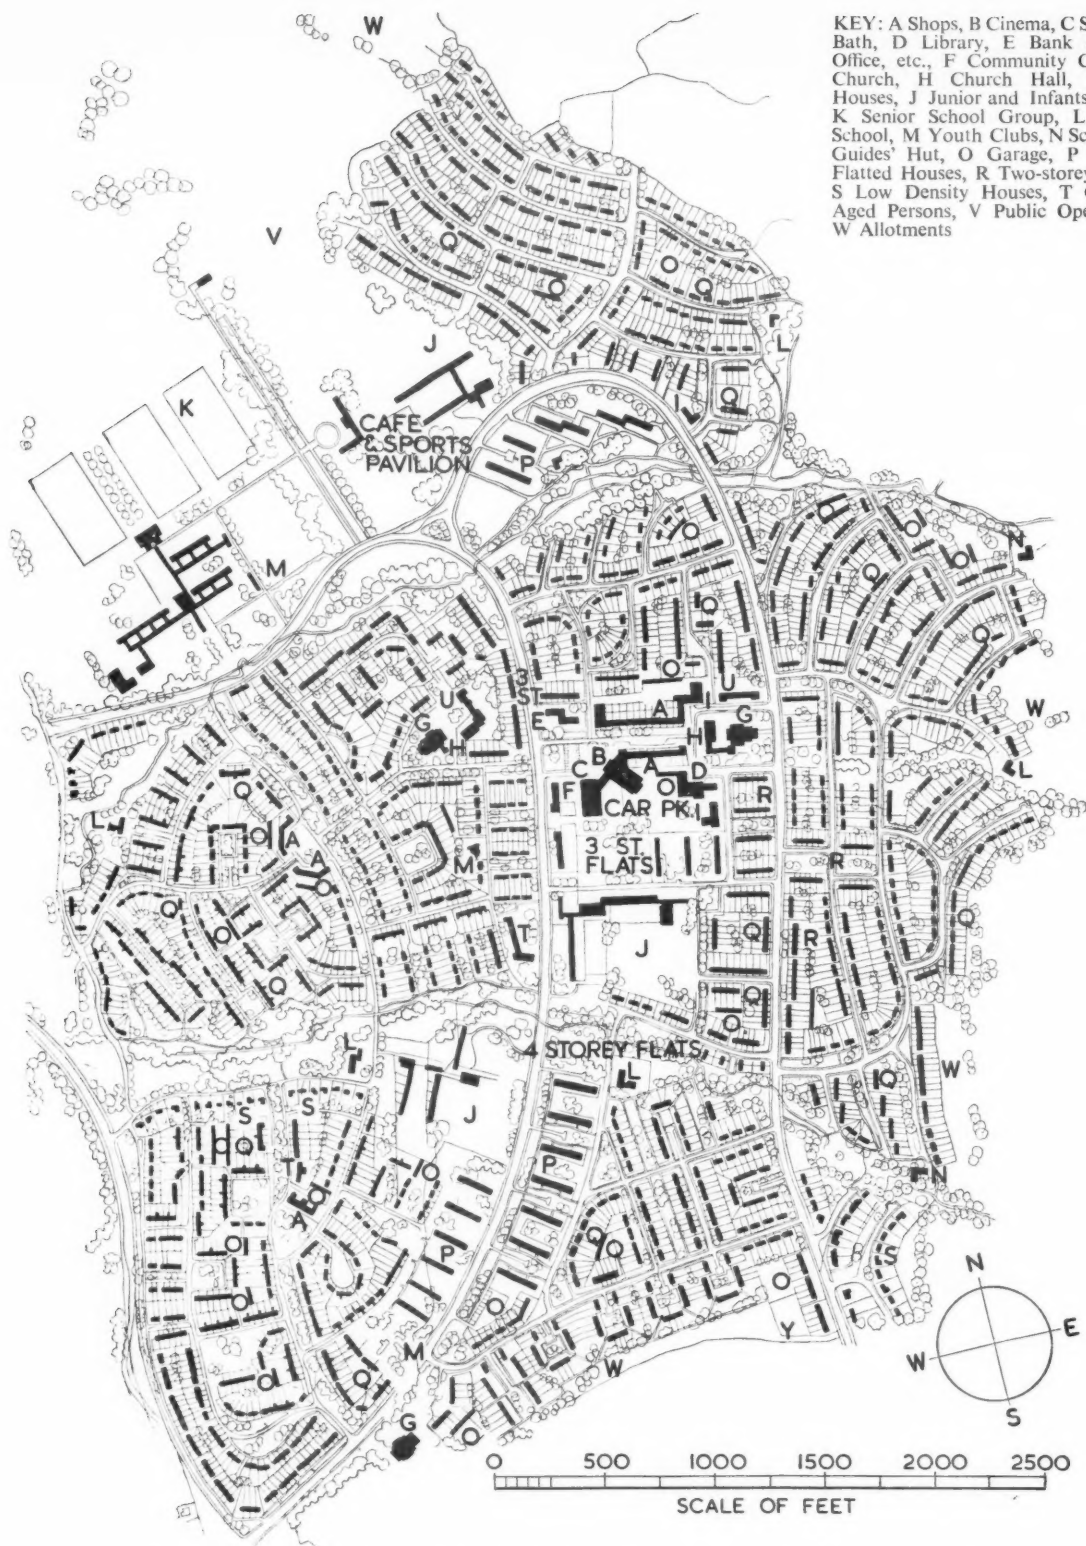 KEY: A Shops, B Cinema, C S
Bath, D Library, E Bank
Office, etc., F Community C
Church, H Church Hall,
Houses, J Junior and Infants
K Senior School Group, L
School, M Youth Clubs, N Sc
Guides' Hut, O Garage, P
Flatted Houses, R Two-storey
S Low Density Houses, T
Aged Persons, V Public Ope
W Allotments
W
V
Q
O
O
Q
J
L
K
I
Q
CAFE
& SPORTS
PAVILION
P
M
O
O
O
N
Q
Q
Q
3
ST
O
U
U
I
A
G
E
G
H
H
W
B
C
A
D
L
O
F
O
CAR PK.
I
R
L
O
A
A
O
M
3 ST.
FLATS
R
Q
Q
O
T
J
Q
R
Q
Q
O
4 STOREY FLATS
L
L
W
Q
J
S
S
O
Q
T
O
A
O
P
P
N
O
Q
O
R
S
O
O
O
Y
N
E
W
S
M
W
O
O
G
O
0 500 1000 1500 2000 2500
SCALE OF FEET